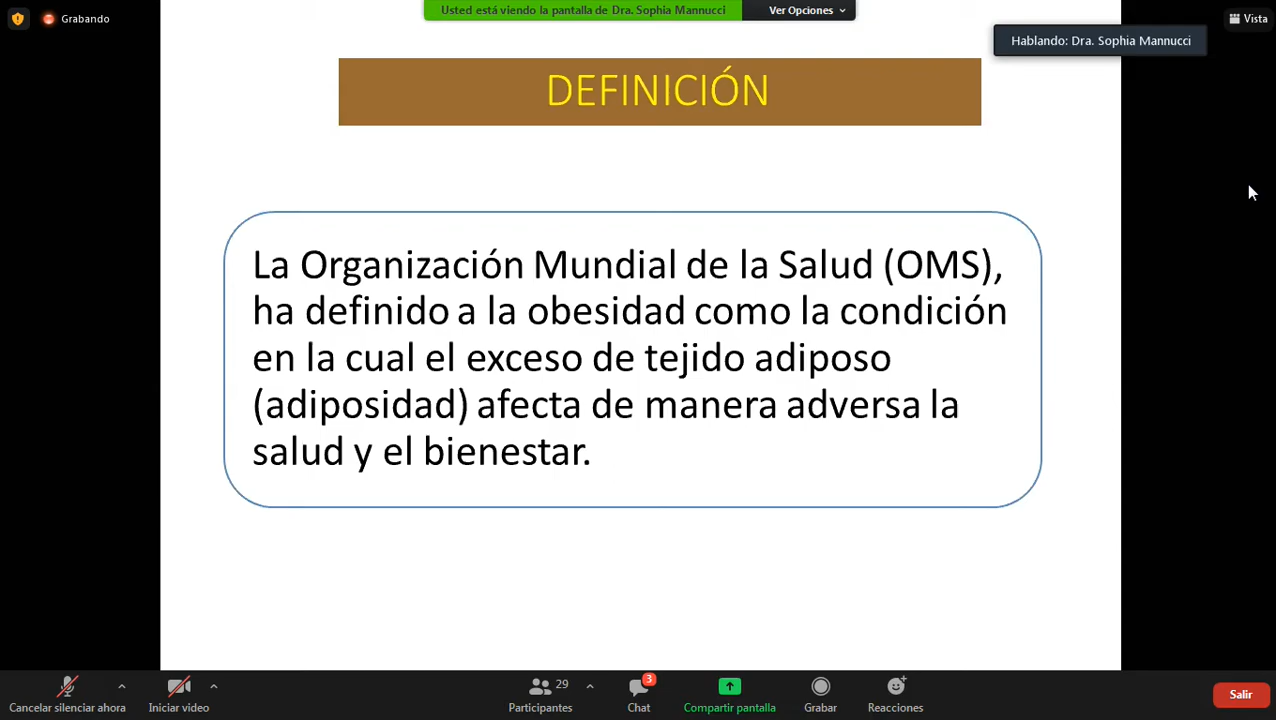 Grabando
Usted está viendo la pantalla de Dra. Sophia Mannucci
Ver Opciones
Vista
Hablando: Dra. Sophia Mannucci
DEFINICIÓN
La Organización Mundial de la Salud (OMS),
ha definido a la obesidad como la condición
en la cual el exceso de tejido adiposo
(adiposidad) afecta de manera adversa la
salud y el bienestar.
29
3
Cancelar silenciar ahora
Iniciar video
Participantes
Chat
Compartir pantalla
Grabar
Reacciones
Salir